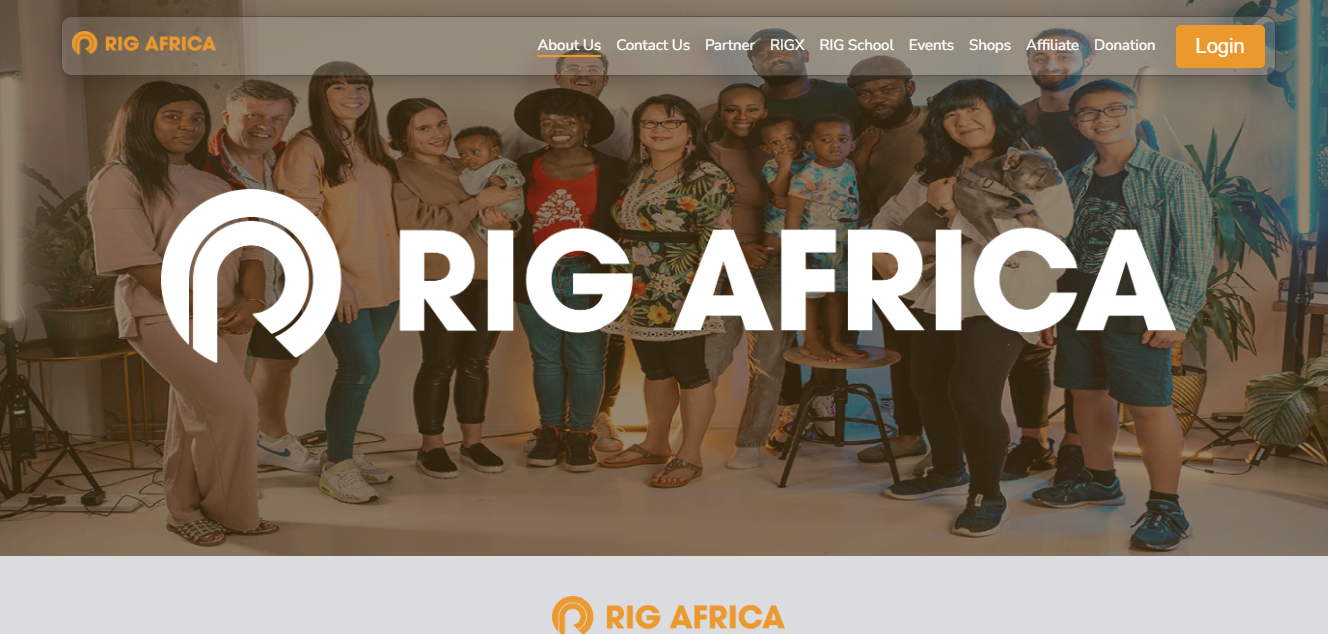 RIG AFRICA
About Us Contact Us Partner RIGX RIG School Events Shops Affiliate Donation Login
RIG AFRICA
RIG AFRICA